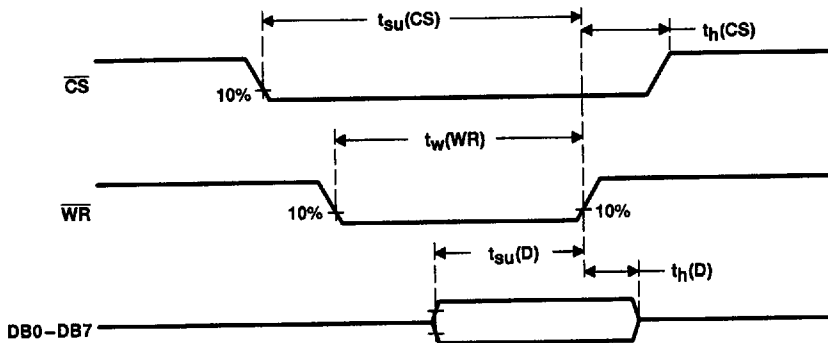 tsu(CS)
th(CS)
CS
10%
tw(WR)
WR
10%
10%
tsu(D)
th(D)
DB0–DB7